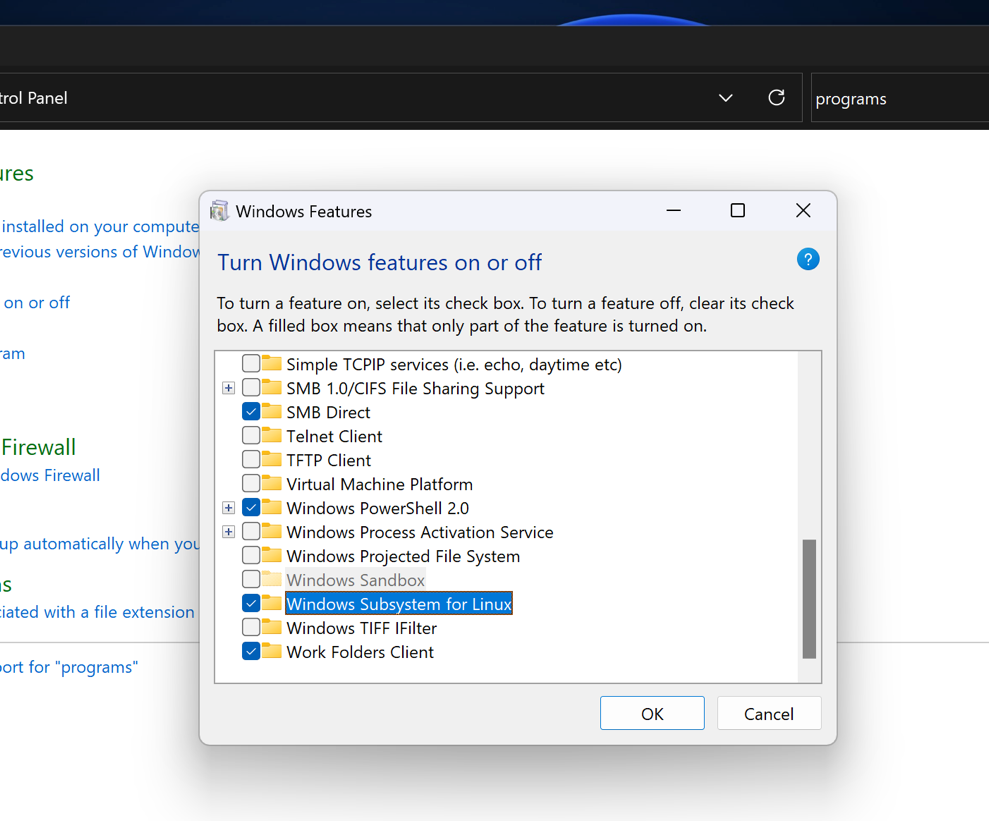 trol Panel
programs
ures
installed on your compute
revious versions of Window
on or off
ram
Firewall
dows Firewall
up automatically when you
s
ciated with a file extension
port for "programs"
Windows Features
Turn Windows features on or off
?
To turn a feature on, select its check box. To turn a feature off, clear its check
box. A filled box means that only part of the feature is turned on.
Simple TCPIP services (i.e. echo, daytime etc)
SMB 1.0/CIFS File Sharing Support
SMB Direct
Telnet Client
TFTP Client
Virtual Machine Platform
Windows PowerShell 2.0
Windows Process Activation Service
Windows Projected File System
Windows Sandbox
Windows Subsystem for Linux
Windows TIFF IFilter
Work Folders Client
OK
Cancel